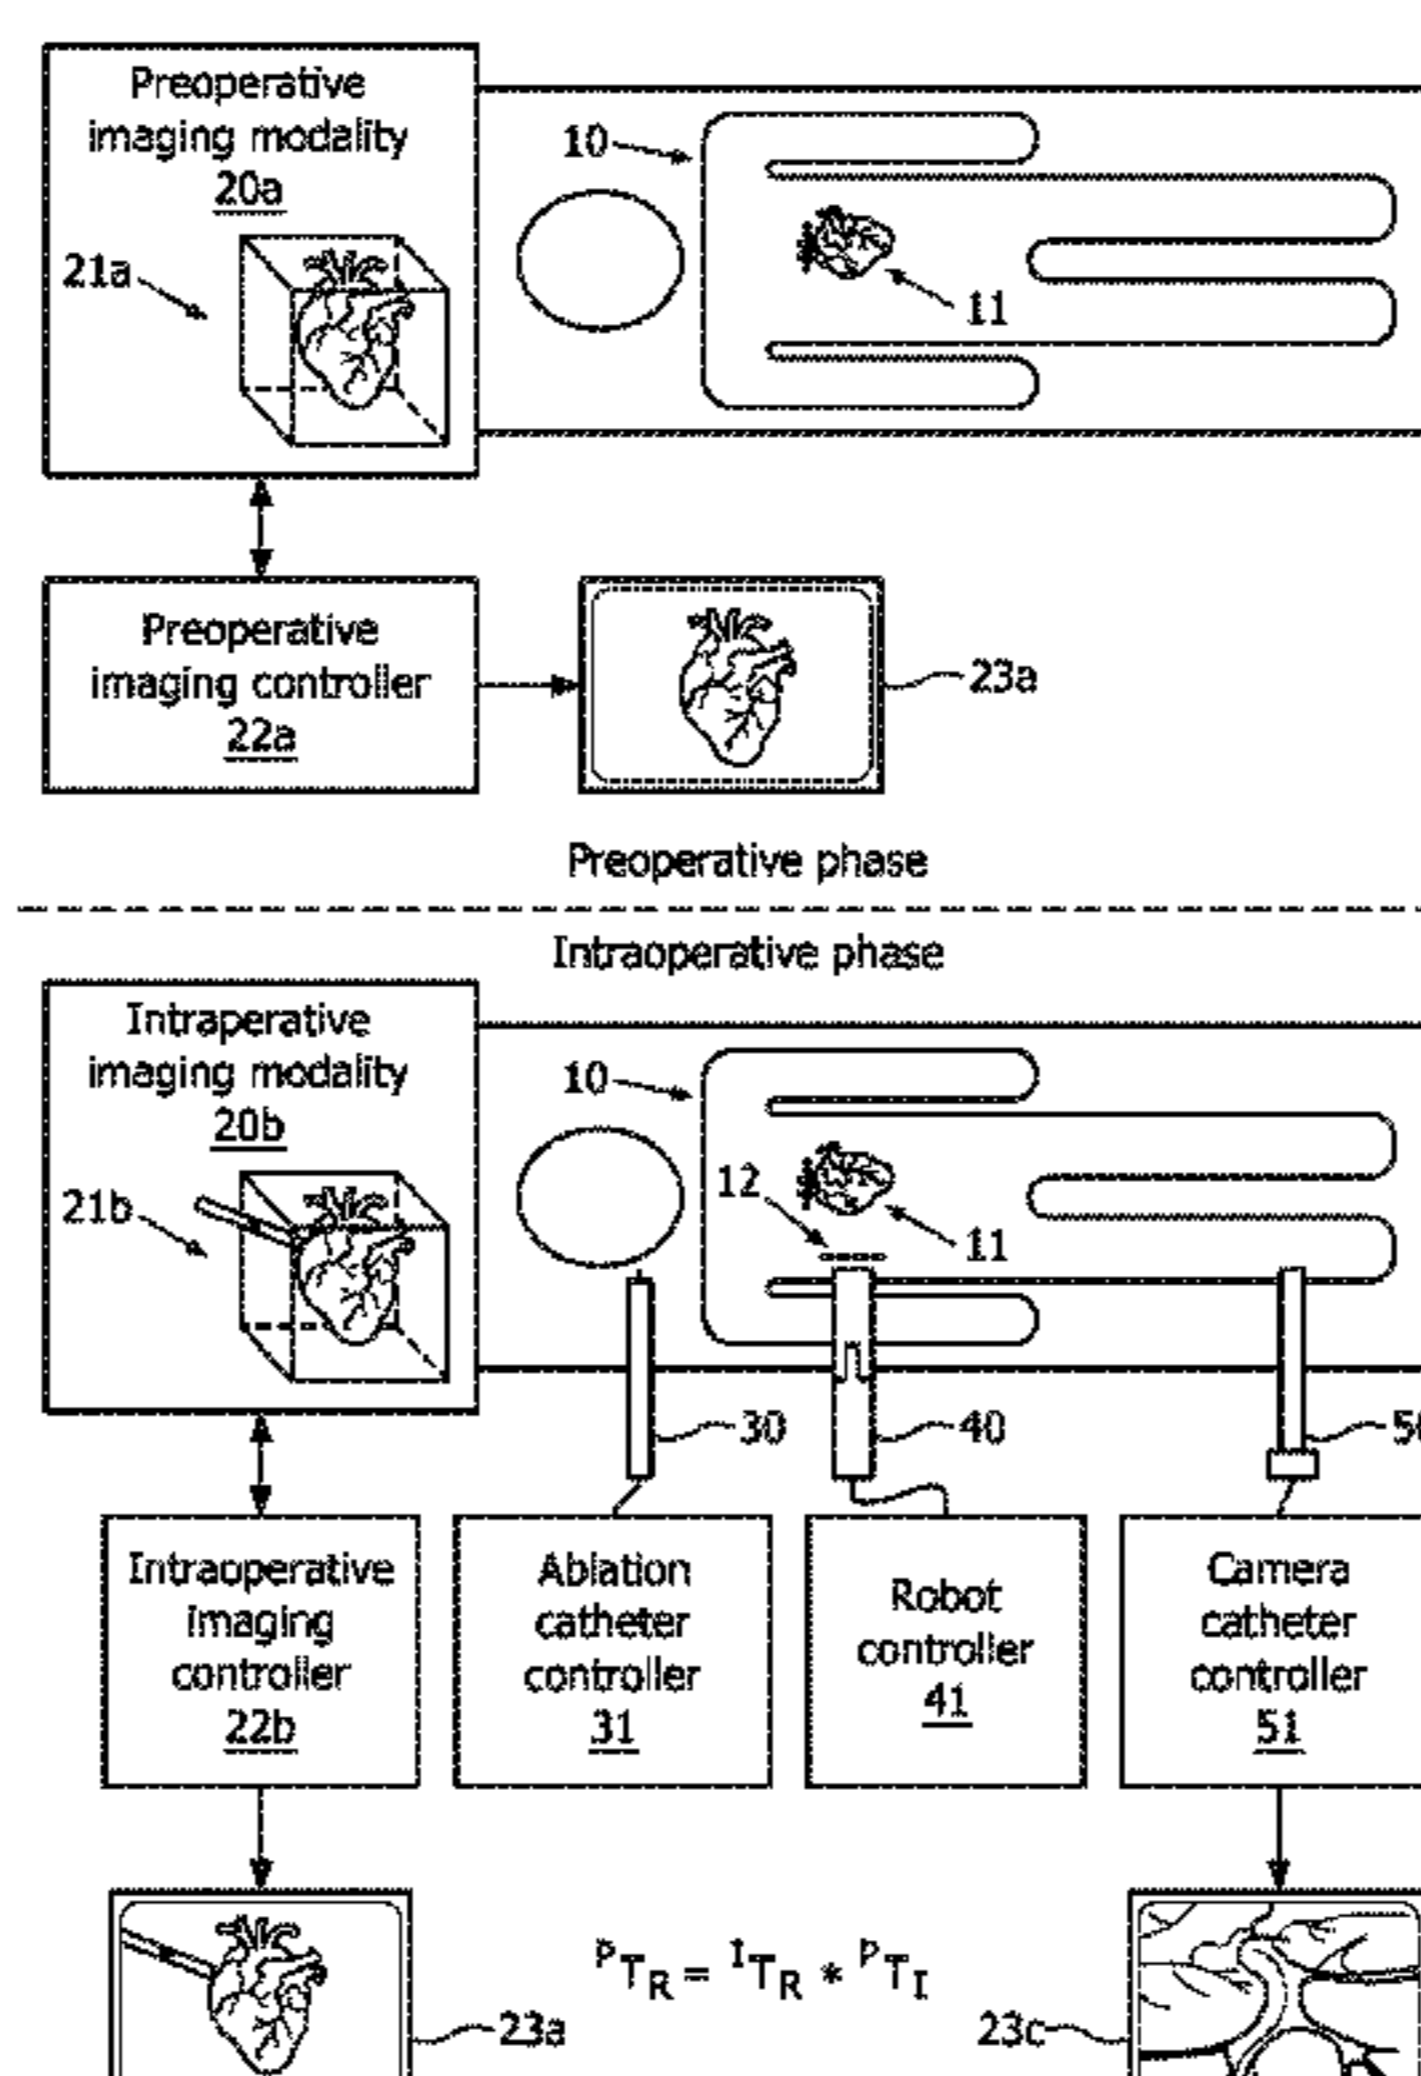 Preoperative
imaging modality
20a
21a
10
11
Preoperative
imaging controller
22a
23a
Preoperative phase
Intraoperative phase
Intraperative
imaging modality
20b
21b
10
12
11
30
40
Intraoperative
imaging
controller
22b
Ablation
catheter
controller
31
Robot
controller
41
Camera
catheter
controller
51
23a
PTR = ITR * PTI
23c